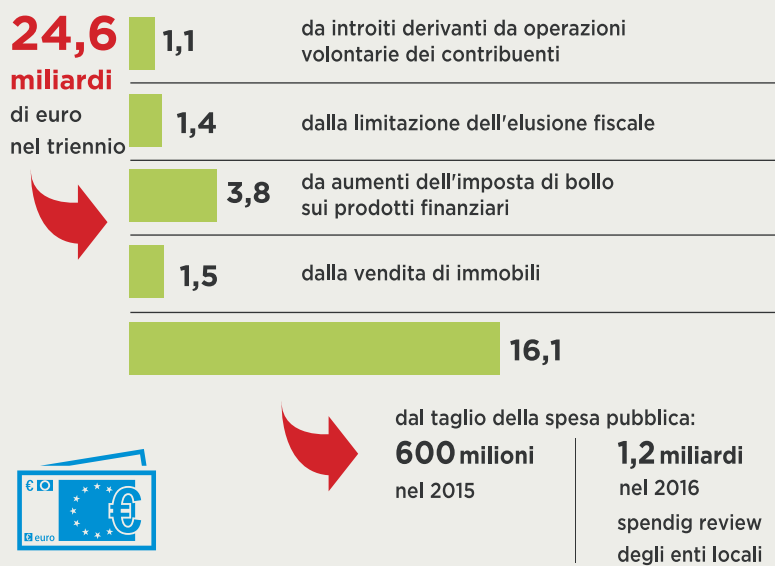 24,6
miliardi
di euro
nel triennio
1,1
da introiti derivanti da operazioni
volontarie dei contribuenti
1,4
dalla limitazione dell'elusione fiscale
3,8
da aumenti dell'imposta di bollo
sui prodotti finanziari
1,5
dalla vendita di immobili
16,1
dal taglio della spesa pubblica:
600 milioni
nel 2015
1,2 miliardi
nel 2016
spendig review
degli enti locali
€
€
€ euro